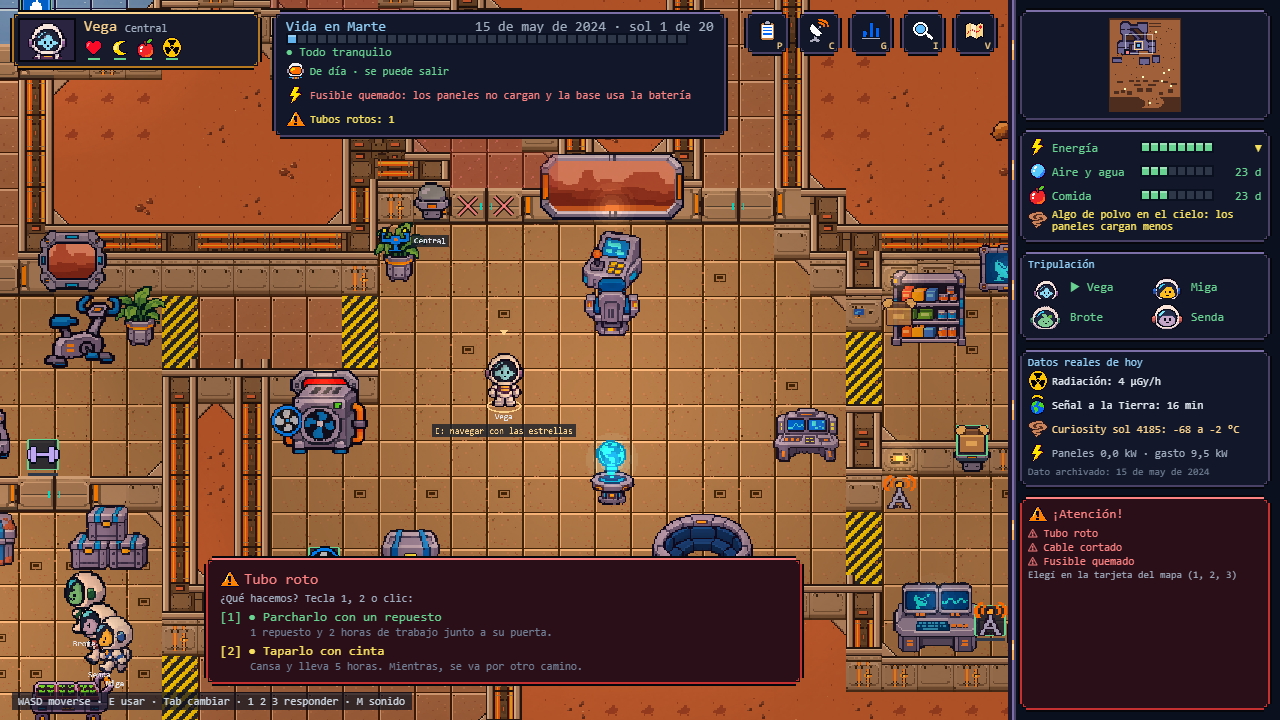 Vega Central
Vida en Marte 15 de may de 2024 · sol 1 de 20
● Todo tranquilo
De día · se puede salir
Fusible quemado: los paneles no cargan y la base usa la batería
Tubos rotos: 1
P
C
G
I
V
Energía
Aire y agua 23 d
Comida 23 d
Algo de polvo en el cielo: los
paneles cargan menos
Tripulación
▶ Vega
Miga
Brote
Senda
Datos reales de hoy
Radiación: 4 µGy/h
Señal a la Tierra: 16 min
Curiosity sol 4185: -68 a -2 °C
Paneles 0,0 kW · gasto 9,5 kW
Dato archivado: 15 de may de 2024
¡Atención!
⚠ Tubo roto
⚠ Cable cortado
⚠ Fusible quemado
Elegí en la tarjeta del mapa (1, 2, 3)
Central
Vega
E: navegar con las estrellas
Tubo roto
¿Qué hacemos? Tecla 1, 2 o clic:
[1] ● Parcharlo con un repuesto
1 repuesto y 2 horas de trabajo junto a su puerta.
[2] ● Taparlo con cinta
Cansa y lleva 5 horas. Mientras, se va por otro camino.
Senda
Miga
WASD moverse · E usar · Tab cambiar · 1 2 3 responder · M sonido